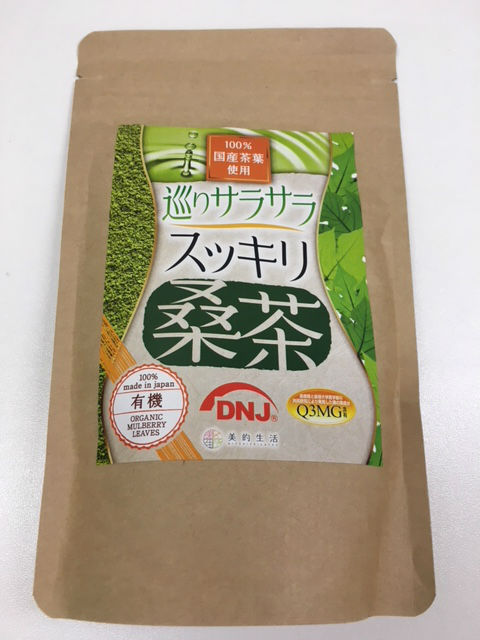 100%
国産茶葉
使用
巡りサラサラ
スッキリ
桑茶
100%
made in japan
有機
ORGANIC
MULBERRY
LEAVES
DNJ®
美的生活
Q3MG